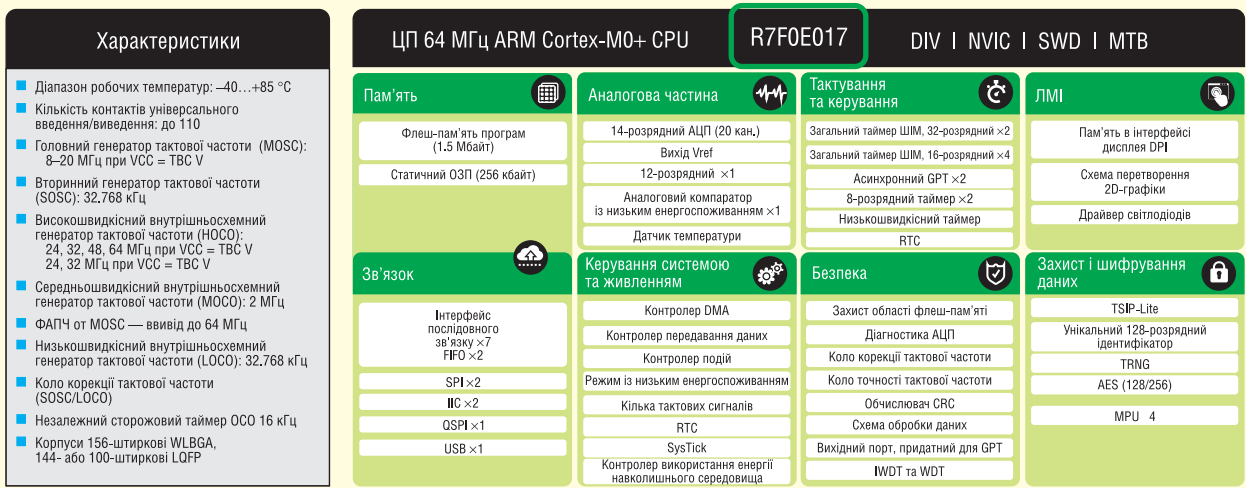 Характеристики
Діапазон робочих температур: –40…+85 °C
Кількість контактів універсального
введення/виведення: до 110
Головний генератор тактової частоти (MOSC):
8–20 МГц при VCC = TBC V
Вторинний генератор тактової частоти
(SOSC): 32.768 кГц
Високошвидкісний внутрішньосхемний
генератор тактової частоти (HOCO):
24, 32, 48, 64 МГц при VCC = TBC V
24, 32 МГц при VCC = TBC V
Середньошвидкісний внутрішньосхемний
генератор тактової частоти (MOCO): 2 МГц
ФАПЧ от MOSC — ввивід до 64 МГц
Низькошвидкісний внутрішньосхемний
генератор тактової частоти (LOCO): 32.768 кГц
Коло корекції тактової частоти
(SOSC/LOCO)
Незалежний сторожовий таймер ОСО 16 кГц
Корпуси 156-штиркові WLBGA,
144- або 100-штиркові LQFP
ЦП 64 МГц ARM Cortex-M0+ CPU
R7F0E017
DIV I NVIC I SWD I MTB
Пам'ять
Флеш-пам'ять програм
(1.5 Мбайт)
Статичний ОЗП (256 кбайт)
Аналогова частина
14-розрядний АЦП (20 кан.)
Вихід Vref
12-розрядний ×1
Аналоговий компаратор
із низьким енергоспоживанням ×1
Датчик температури
Тактування
та керування
Загальний таймер ШІМ, 32-розрядний ×2
Загальний таймер ШІМ, 16-розрядний ×4
Асинхронний GPT ×2
8-розрядний таймер ×2
Низькошвидкісний таймер
RTC
ЛМІ
Пам'ять в інтерфейсі
дисплея DPI
Схема перетворення
2D-графіки
Драйвер світлодіодів
Зв'язок
Інтерфейс
послідовного
зв'язку ×7
FIFO ×2
SPI ×2
IIC ×2
QSPI ×1
USB ×1
Керування системою
та живленням
Контролер DMA
Контролер передавання даних
Контролер подій
Режим із низьким енергоспоживанням
Кілька тактових сигналів
RTC
SysTick
Контролер використання енергії
навколишнього середовища
Безпека
Захист області флеш-пам'яті
Діагностика АЦП
Коло корекції тактової частоти
Коло точності тактової частоти
Обчислювач CRC
Схема обробки даних
Вихідний порт, придатний для GPT
IWDT та WDT
Захист і шифрування
даних
TSIP-Lite
Унікальний 128-розрядний
ідентифікатор
TRNG
AES (128/256)
MPU 4